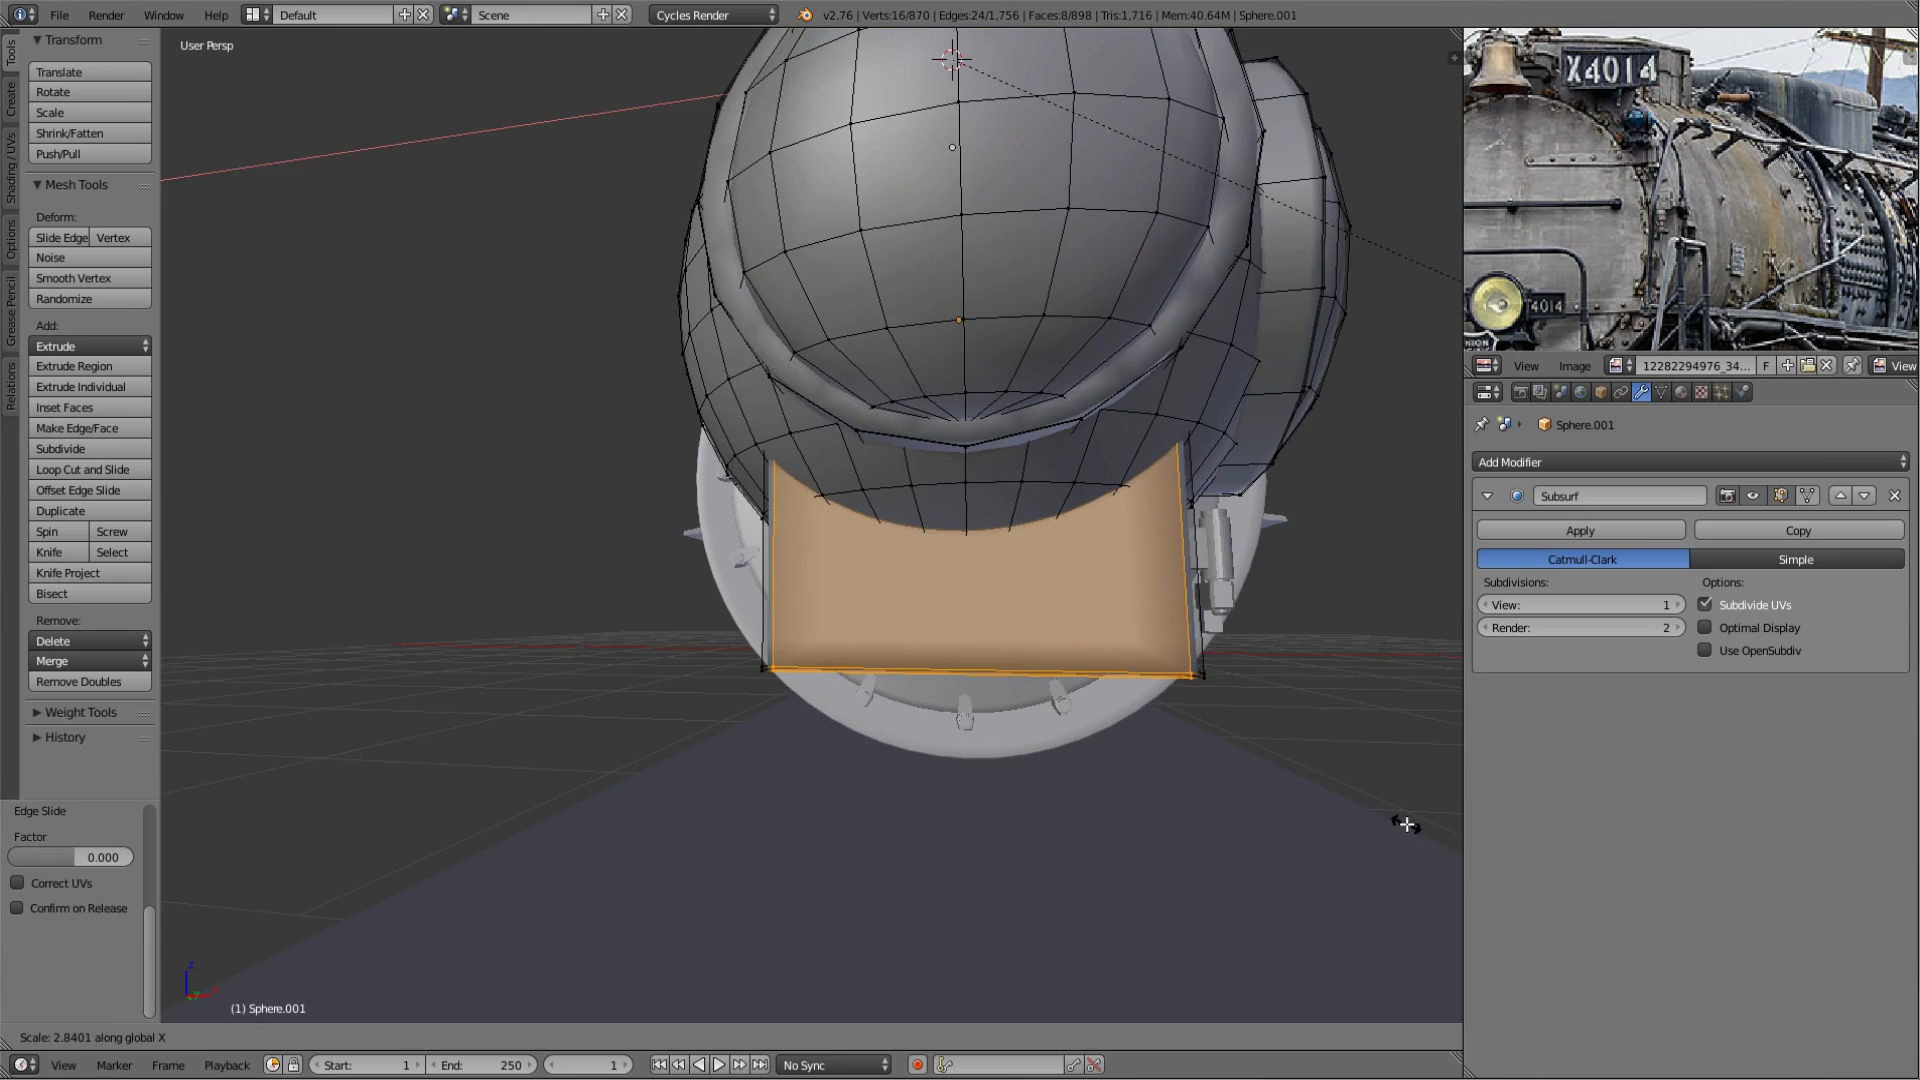 File Render Window Help Default Scene Cycles Render v2.76 | Verts:16/870 | Edges:24/1,756 | Faces:8/898 | Tris:1,716 | Mem:40.64M | Sphere.001
Tools
Create
Shading / UVs
Options
Grease Pencil
Relations
Transform
Translate
Rotate
Scale
Shrink/Fatten
Push/Pull
Mesh Tools
Deform:
Slide Edge Vertex
Noise
Smooth Vertex
Randomize
Add:
Extrude
Extrude Region
Extrude Individual
Inset Faces
Make Edge/Face
Subdivide
Loop Cut and Slide
Offset Edge Slide
Duplicate
Spin Screw
Knife Select
Knife Project
Bisect
Remove:
Delete
Merge
Remove Doubles
Weight Tools
History
Edge Slide
Factor
0.000
Correct UVs
Confirm on Release
User Persp
z
(1) Sphere.001
X4014
4014
View Image 12282294976_34... F View
Sphere.001
Add Modifier
Subsurf
Apply Copy
Catmull-Clark Simple
Subdivisions: Options:
View: 1 Subdivide UVs
Render: 2 Optimal Display
Use OpenSubdiv
Scale: 2.8401 along global X
View Marker Frame Playback Start: 1 End: 250 1 No Sync